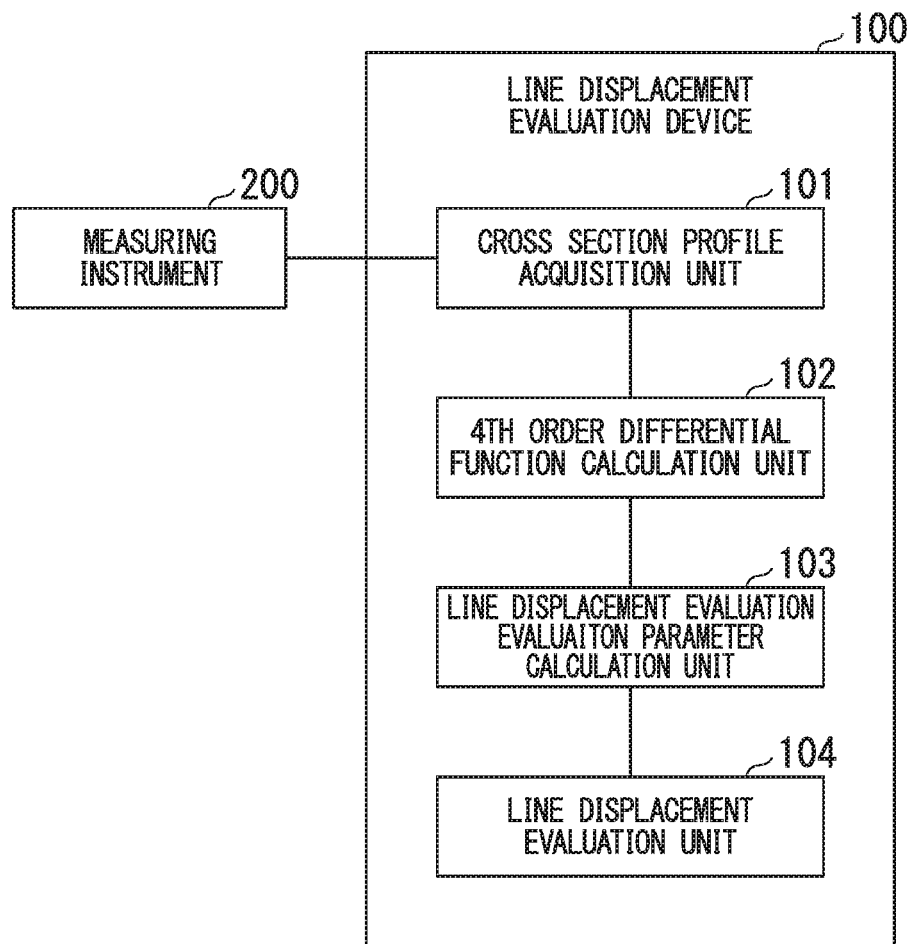 100
LINE DISPLACEMENT
EVALUATION DEVICE
200
MEASURING
INSTRUMENT
101
CROSS SECTION PROFILE
ACQUISITION UNIT
102
4TH ORDER DIFFERENTIAL
FUNCTION CALCULATION UNIT
103
LINE DISPLACEMENT EVALUATION
EVALUAITON PARAMETER
CALCULATION UNIT
104
LINE DISPLACEMENT
EVALUATION UNIT